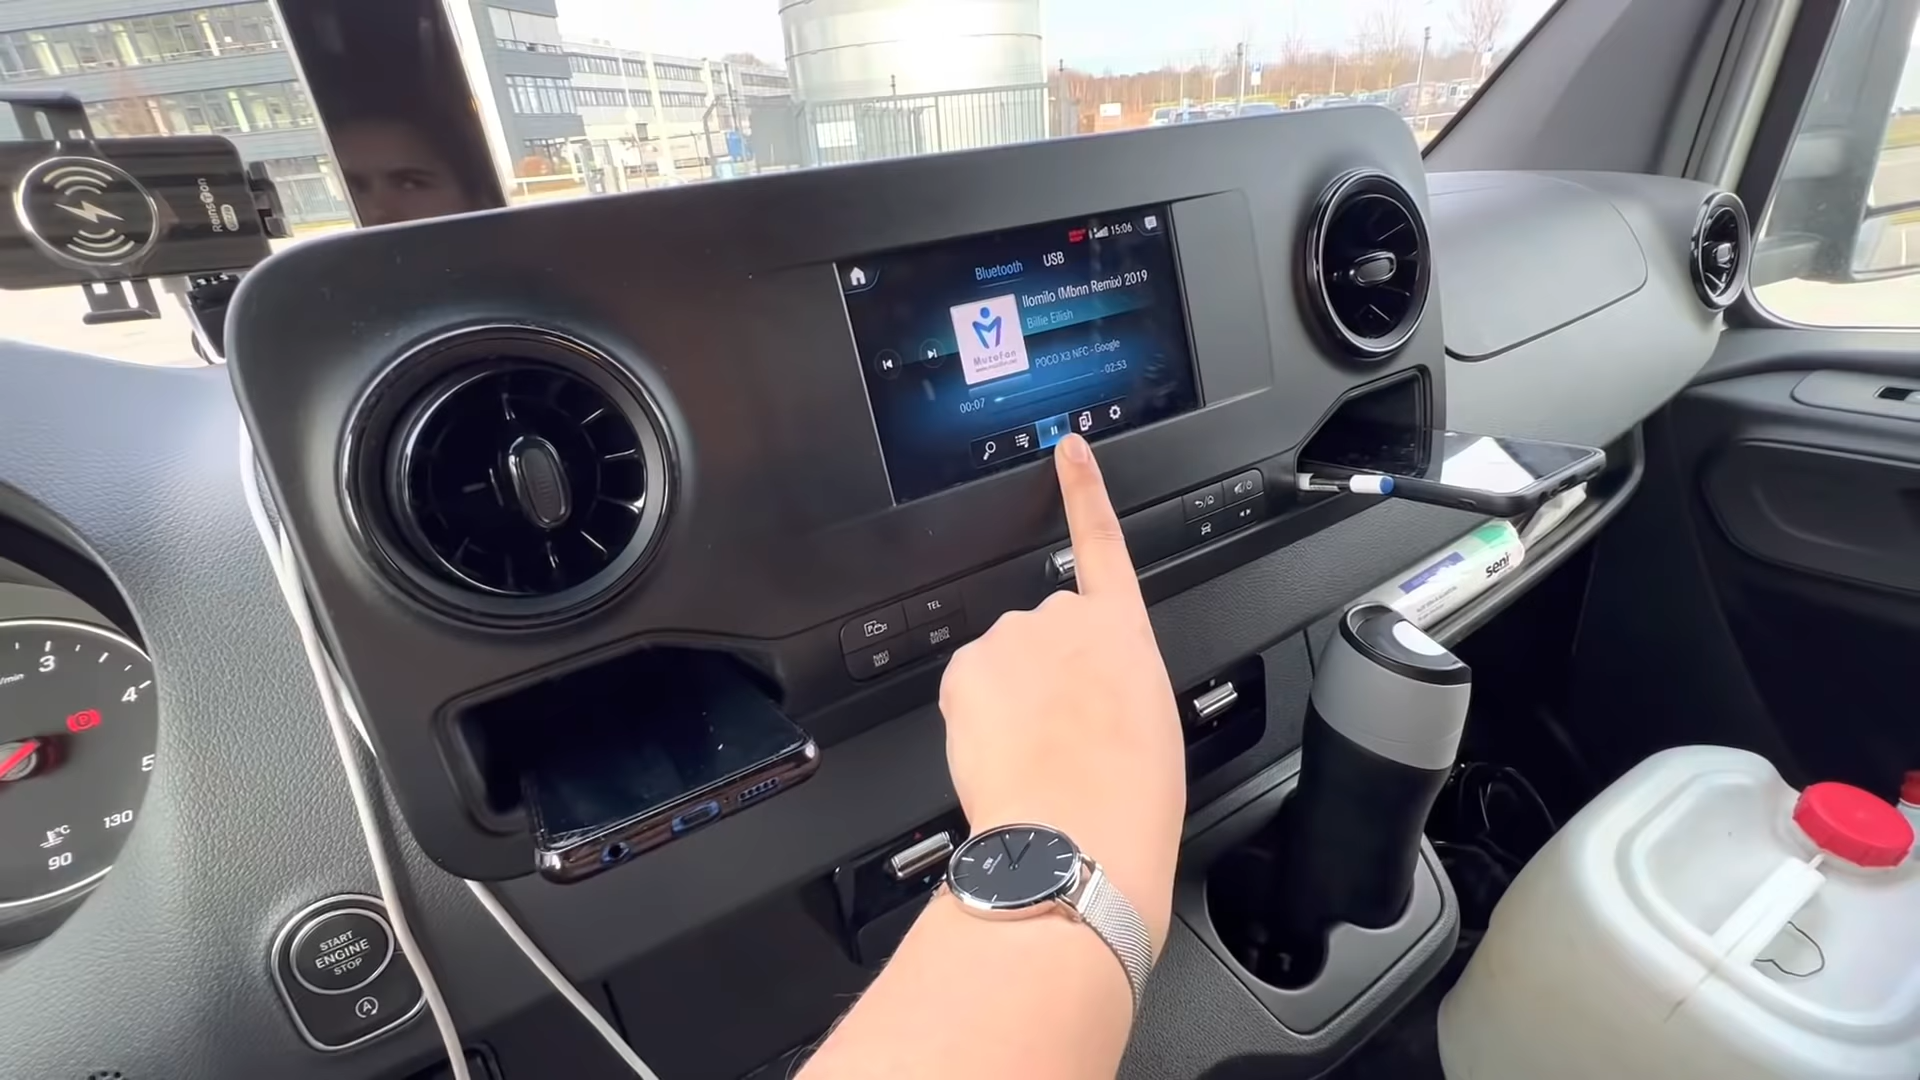 15:06
Bluetooth USB
Ilomilo (Mbnn Remix) 2019
Billie Eilish
MuzoFan
POCO X3 NFC - Google
00:07 - 02:53
TEL
NAVI
MAP
RADIO
MEDIA
seni
3
4
5
130
90
°C
P
START
ENGINE
STOP
A
DW